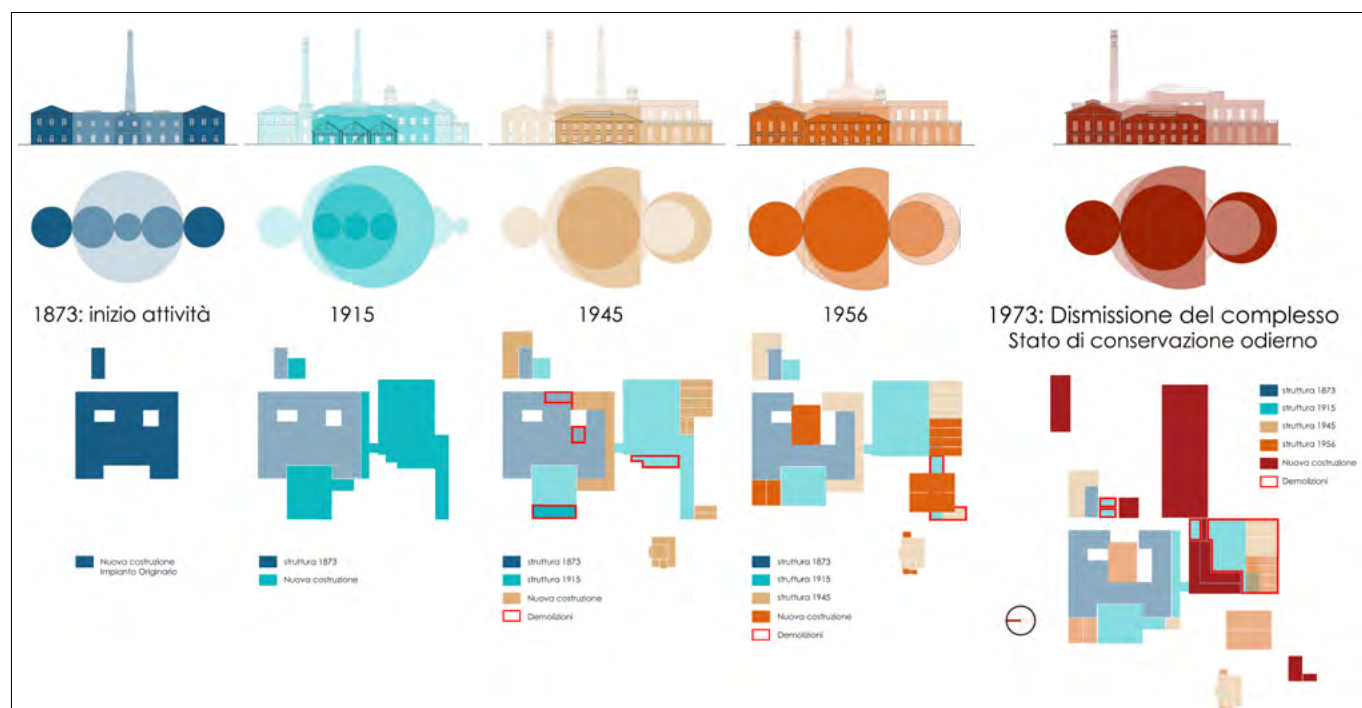 1873: inizio attività
1915
1945
1956
1973: Dismissione del complesso
Stato di conservazione odierno
Nuova costruzione
Impianto Originario
struttura 1873
Nuova costruzione
struttura 1873
struttura 1915
Nuova costruzione
Demolizioni
struttura 1873
struttura 1915
struttura 1945
Nuova costruzione
Demolizioni
struttura 1873
struttura 1915
struttura 1945
struttura 1956
Nuova costruzione
Demolizioni